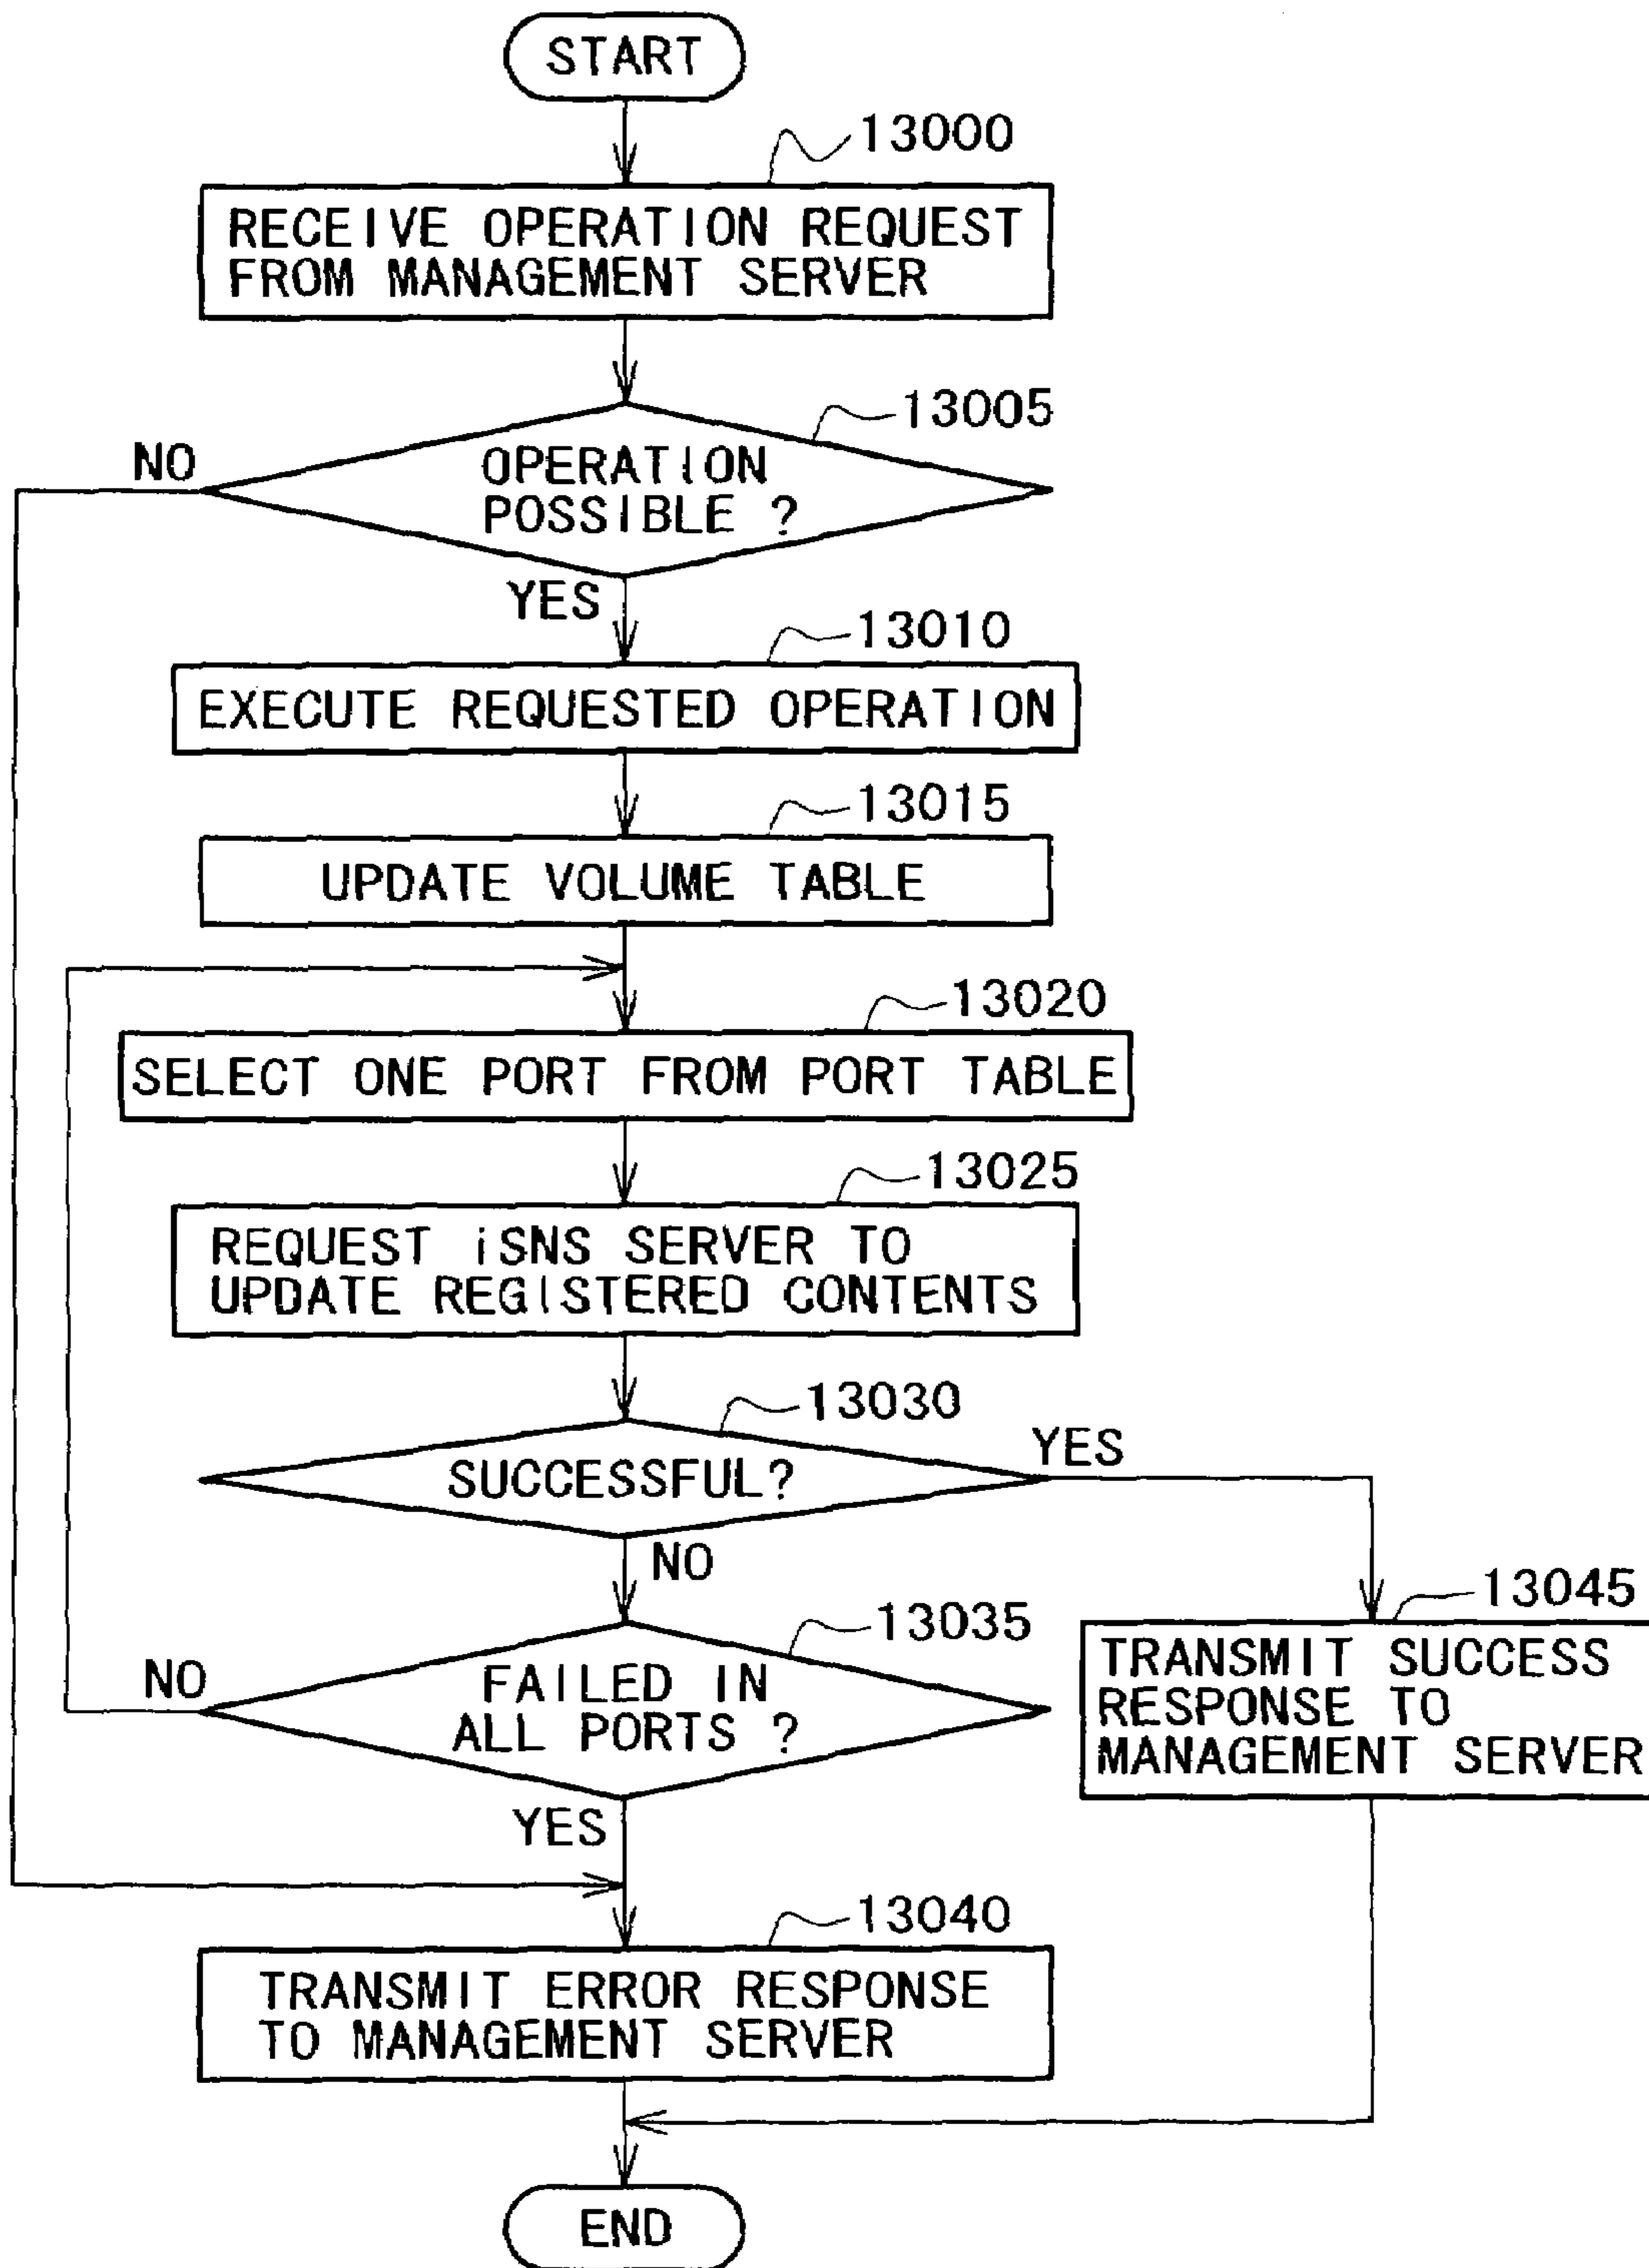 START
13000
RECEIVE OPERATION REQUEST
FROM MANAGEMENT SERVER
13005
NO
OPERATION
POSSIBLE ?
YES
13010
EXECUTE REQUESTED OPERATION
13015
UPDATE VOLUME TABLE
13020
SELECT ONE PORT FROM PORT TABLE
13025
REQUEST iSNS SERVER TO
UPDATE REGISTERED CONTENTS
13030
YES
SUCCESSFUL?
NO
13045
TRANSMIT SUCCESS
RESPONSE TO
MANAGEMENT SERVER
13035
NO
FAILED IN
ALL PORTS ?
YES
13040
TRANSMIT ERROR RESPONSE
TO MANAGEMENT SERVER
END